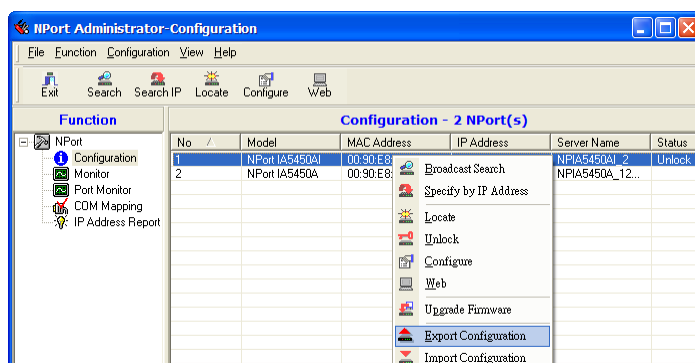 NPort Administrator-Configuration
File Function Configuration View Help
Exit Search Search IP Locate Configure Web
Function
Configuration - 2 NPort(s)
NPort
Configuration
Monitor
Port Monitor
COM Mapping
IP Address Report
No Model MAC Address IP Address Server Name Status
1 NPort IA5450AI 00:90:E8: NPIA5450AI_2 Unlock
2 NPort IA5450A 00:90:E8: NPIA5450A_12...
Broadcast Search
Specify by IP Address
Locate
Unlock
Configure
Web
Upgrade Firmware
Export Configuration
Import Configuration